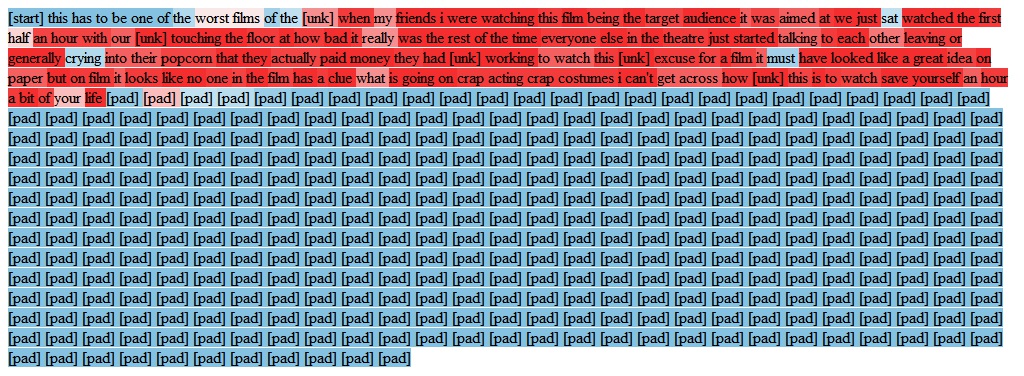 [start] this has to be one of the worst films of the [unk] when my friends i were watching this film being the target audience it was aimed at we just sat watched the first
half an hour with our [unk] touching the floor at how bad it really was the rest of the time everyone else in the theatre just started talking to each other leaving or
generally crying into their popcorn that they actually paid money they had [unk] working to watch this [unk] excuse for a film it must have looked like a great idea on
paper but on film it looks like no one in the film has a clue what is going on crap acting crap costumes i can't get across how [unk] this is to watch save yourself an hour
a bit of your life [pad] [pad] [pad] [pad] [pad] [pad] [pad] [pad] [pad] [pad] [pad] [pad] [pad] [pad] [pad] [pad] [pad] [pad] [pad] [pad] [pad] [pad] [pad] [pad]
[pad] [pad] [pad] [pad] [pad] [pad] [pad] [pad] [pad] [pad] [pad] [pad] [pad] [pad] [pad] [pad] [pad] [pad] [pad] [pad] [pad] [pad] [pad] [pad] [pad] [pad] [pad]
[pad] [pad] [pad] [pad] [pad] [pad] [pad] [pad] [pad] [pad] [pad] [pad] [pad] [pad] [pad] [pad] [pad] [pad] [pad] [pad] [pad] [pad] [pad] [pad] [pad] [pad] [pad]
[pad] [pad] [pad] [pad] [pad] [pad] [pad] [pad] [pad] [pad] [pad] [pad] [pad] [pad] [pad] [pad] [pad] [pad] [pad] [pad] [pad] [pad] [pad] [pad] [pad] [pad] [pad]
[pad] [pad] [pad] [pad] [pad] [pad] [pad] [pad] [pad] [pad] [pad] [pad] [pad] [pad] [pad] [pad] [pad] [pad] [pad] [pad] [pad] [pad] [pad] [pad] [pad] [pad] [pad]
[pad] [pad] [pad] [pad] [pad] [pad] [pad] [pad] [pad] [pad] [pad] [pad] [pad] [pad] [pad] [pad] [pad] [pad] [pad] [pad] [pad] [pad] [pad] [pad] [pad] [pad] [pad]
[pad] [pad] [pad] [pad] [pad] [pad] [pad] [pad] [pad] [pad] [pad] [pad] [pad] [pad] [pad] [pad] [pad] [pad] [pad] [pad] [pad] [pad] [pad] [pad] [pad] [pad] [pad]
[pad] [pad] [pad] [pad] [pad] [pad] [pad] [pad] [pad] [pad] [pad] [pad] [pad] [pad] [pad] [pad] [pad] [pad] [pad] [pad] [pad] [pad] [pad] [pad] [pad] [pad] [pad]
[pad] [pad] [pad] [pad] [pad] [pad] [pad] [pad] [pad] [pad] [pad] [pad] [pad] [pad] [pad] [pad] [pad] [pad] [pad] [pad] [pad] [pad] [pad] [pad] [pad] [pad] [pad]
[pad] [pad] [pad] [pad] [pad] [pad] [pad] [pad] [pad] [pad] [pad] [pad] [pad] [pad] [pad] [pad] [pad] [pad] [pad] [pad] [pad] [pad] [pad] [pad] [pad] [pad] [pad]
[pad] [pad] [pad] [pad] [pad] [pad] [pad] [pad] [pad] [pad] [pad] [pad] [pad] [pad] [pad] [pad] [pad] [pad] [pad] [pad] [pad] [pad] [pad] [pad] [pad] [pad] [pad]
[pad] [pad] [pad] [pad] [pad] [pad] [pad] [pad] [pad] [pad] [pad] [pad] [pad] [pad] [pad] [pad] [pad] [pad] [pad] [pad] [pad] [pad] [pad] [pad] [pad] [pad] [pad]
[pad] [pad] [pad] [pad] [pad] [pad] [pad] [pad] [pad] [pad] [pad] [pad] [pad] [pad] [pad] [pad] [pad] [pad] [pad] [pad] [pad] [pad] [pad] [pad] [pad] [pad] [pad]
[pad] [pad] [pad] [pad] [pad] [pad] [pad] [pad] [pad] [pad] [pad]